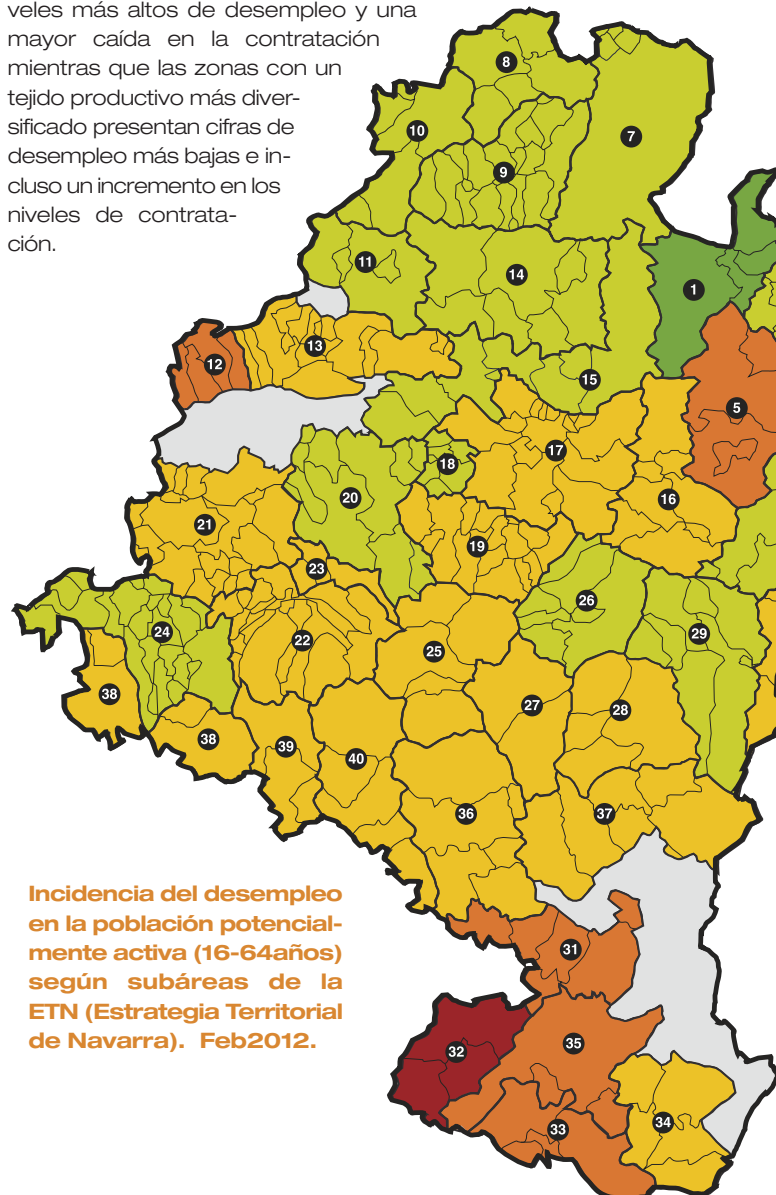 veles más altos de desempleo y una
mayor caída en la contratación
mientras que las zonas con un
tejido productivo más diver-
sificado presentan cifras de
desempleo más bajas e in-
cluso un incremento en los
niveles de contrata-
ción.
8
10
7
9
11
14
1
13
12
15
5
17
18
16
20
21
19
23
26
24
22
29
25
38
27
28
38
39
40
36
37
Incidencia del desempleo
en la población potencial-
mente activa (16-64años)
según subáreas de la
ETN (Estrategia Territorial
de Navarra). Feb2012.
31
32
35
33
34